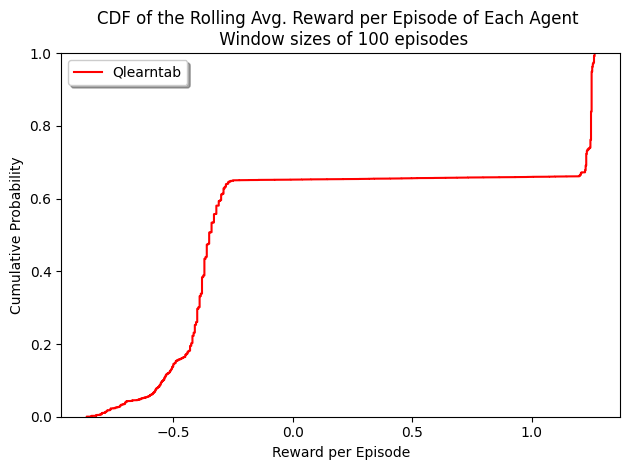 CDF of the Rolling Avg. Reward per Episode of Each Agent
Window sizes of 100 episodes
Qlearntab
1.0
0.8
0.6
0.4
0.2
0.0
Cumulative Probability
−0.5
0.0
0.5
1.0
Reward per Episode